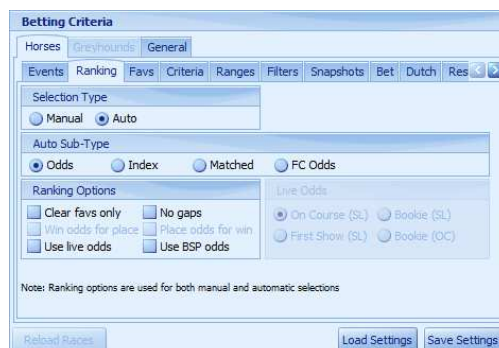 Betting Criteria
Horses Greyhounds General
Events Ranking Favs Criteria Ranges Filters Snapshots Bet Dutch Res
Selection Type
Manual Auto
Auto Sub-Type
Odds Index Matched FC Odds
Ranking Options Live Odds
Clear favs only No gaps On Course (SL) Bookie (SL)
Win odds for place Place odds for win First Show (SL) Bookie (OC)
Use live odds Use BSP odds
Note: Ranking options are used for both manual and automatic selections
Reload Races Load Settings Save Settings